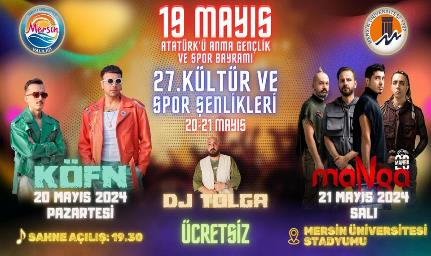 19 MAYIS
ATATÜRK'Ü ANMA GENÇLİK
VE SPOR BAYRAMI
27.KÜLTÜR VE
SPOR ŞENLİKLERİ
20-21 MAYIS
Mersin
KÖFN
20 MAYIS 2024
PAZARTESİ
SAHNE AÇILIŞ: 19.30
DJ TOLGA
ÜCRETSİZ
maNga
21 MAYIS 2024
SALI
MERSİN ÜNİVERSİTESİ
STADYUMU